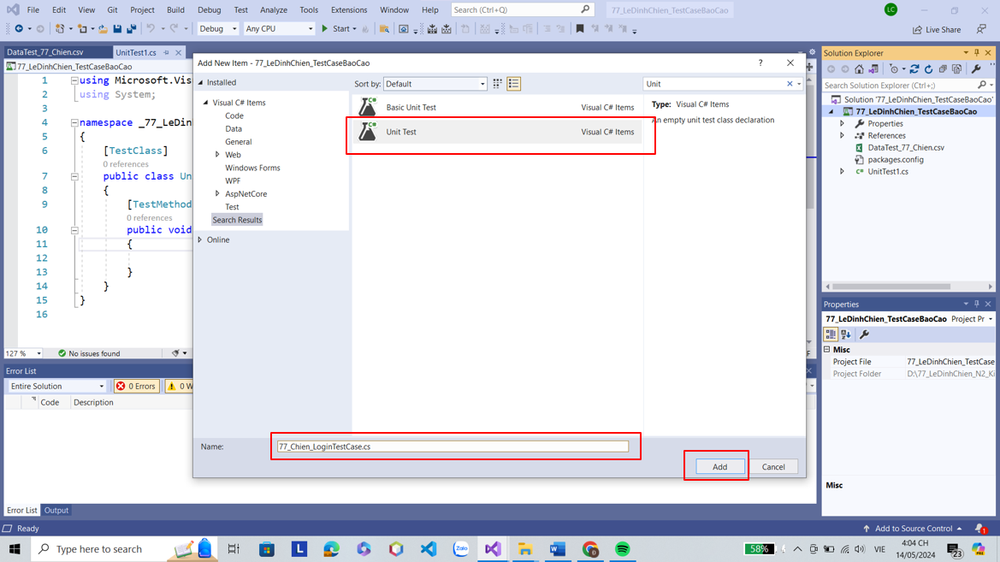 File Edit View Git Project Build Debug Test Analyze Tools Extensions Window Help Search (Ctrl+Q) 77_LeDinhChien_TestCaseBaoCao LC
Debug Any CPU Start Live Share
DataTest_77_Chien.csv UnitTest1.cs
77_LeDinhChien_TestCaseBaoCao
1 using Microsoft.Vis
2 using System;
3
4 namespace _77_LeDin
5 {
6 [TestClass]
0 references
7 public class Un
8 {
9 [TestMethod
0 references
10 public void
11 {
12
13 }
14 }
15 }
16
127 % No issues found
Error List
Entire Solution 0 Errors 0 W
Code Description
Error List Output
Add New Item - 77_LeDinhChien_TestCaseBaoCao ?
Installed
Visual C# Items
Code
Data
General
Web
Windows Forms
WPF
AspNetCore
Test
Search Results
Online
Sort by: Default
Basic Unit Test Visual C# Items
Unit Test Visual C# Items
Unit
Type: Visual C# Items
An empty unit test class declaration
Name: 77_Chien_LoginTestCase.cs
Add Cancel
Solution Explorer
Search Solution Explorer (Ctrl+;)
Solution '77_LeDinhChien_TestCaseBaoCao'
77_LeDinhChien_TestCaseBaoCao
Properties
References
DataTest_77_Chien.csv
packages.config
UnitTest1.cs
Properties
77_LeDinhChien_TestCaseBaoCao Project Pr
Misc
Project File 77_LeDinhChien_TestCase
Project Folder D:\77_LeDinhChien_N2_Ki
Misc
Ready Add to Source Control 1
Type here to search L Zalo 58% VIE 4:04 CH
14/05/2024 23